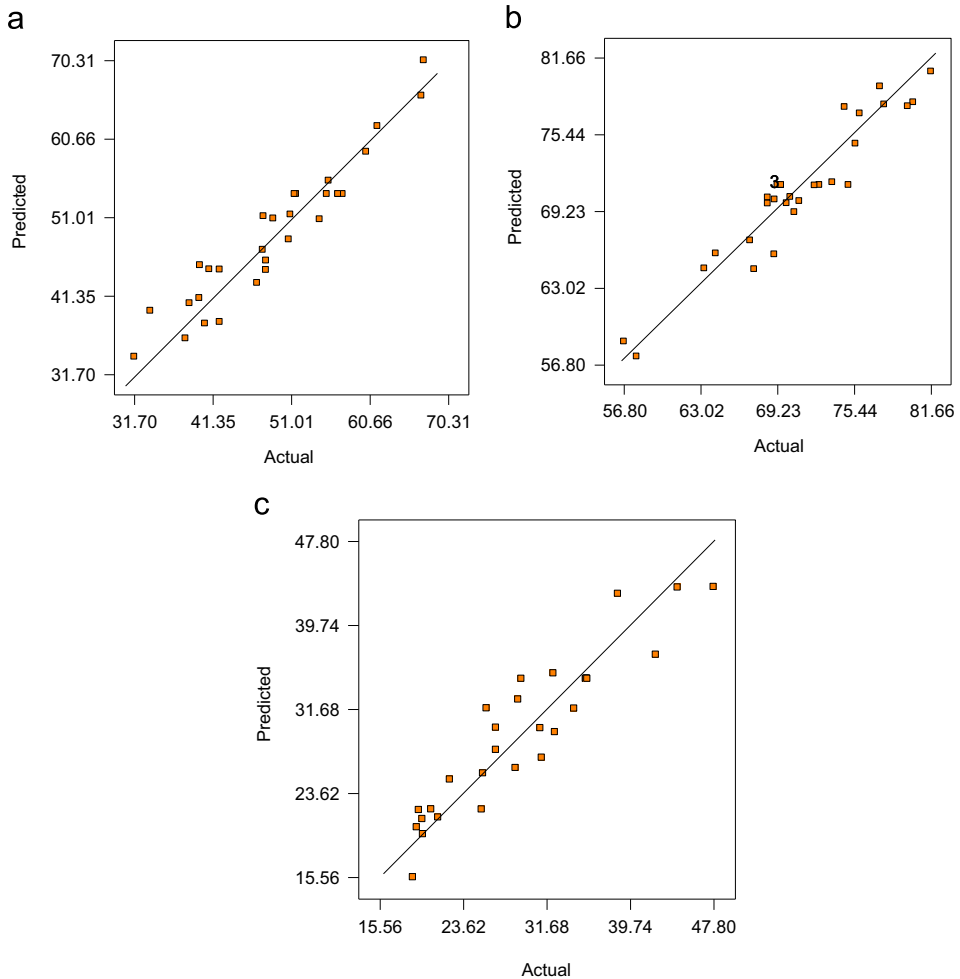 a
70.31
60.66
51.01
41.35
31.70
Predicted
31.70 41.35 51.01 60.66 70.31
Actual
b
81.66
75.44
69.23
63.02
56.80
Predicted
3
56.80 63.02 69.23 75.44 81.66
Actual
c
47.80
39.74
31.68
23.62
15.56
Predicted
15.56 23.62 31.68 39.74 47.80
Actual